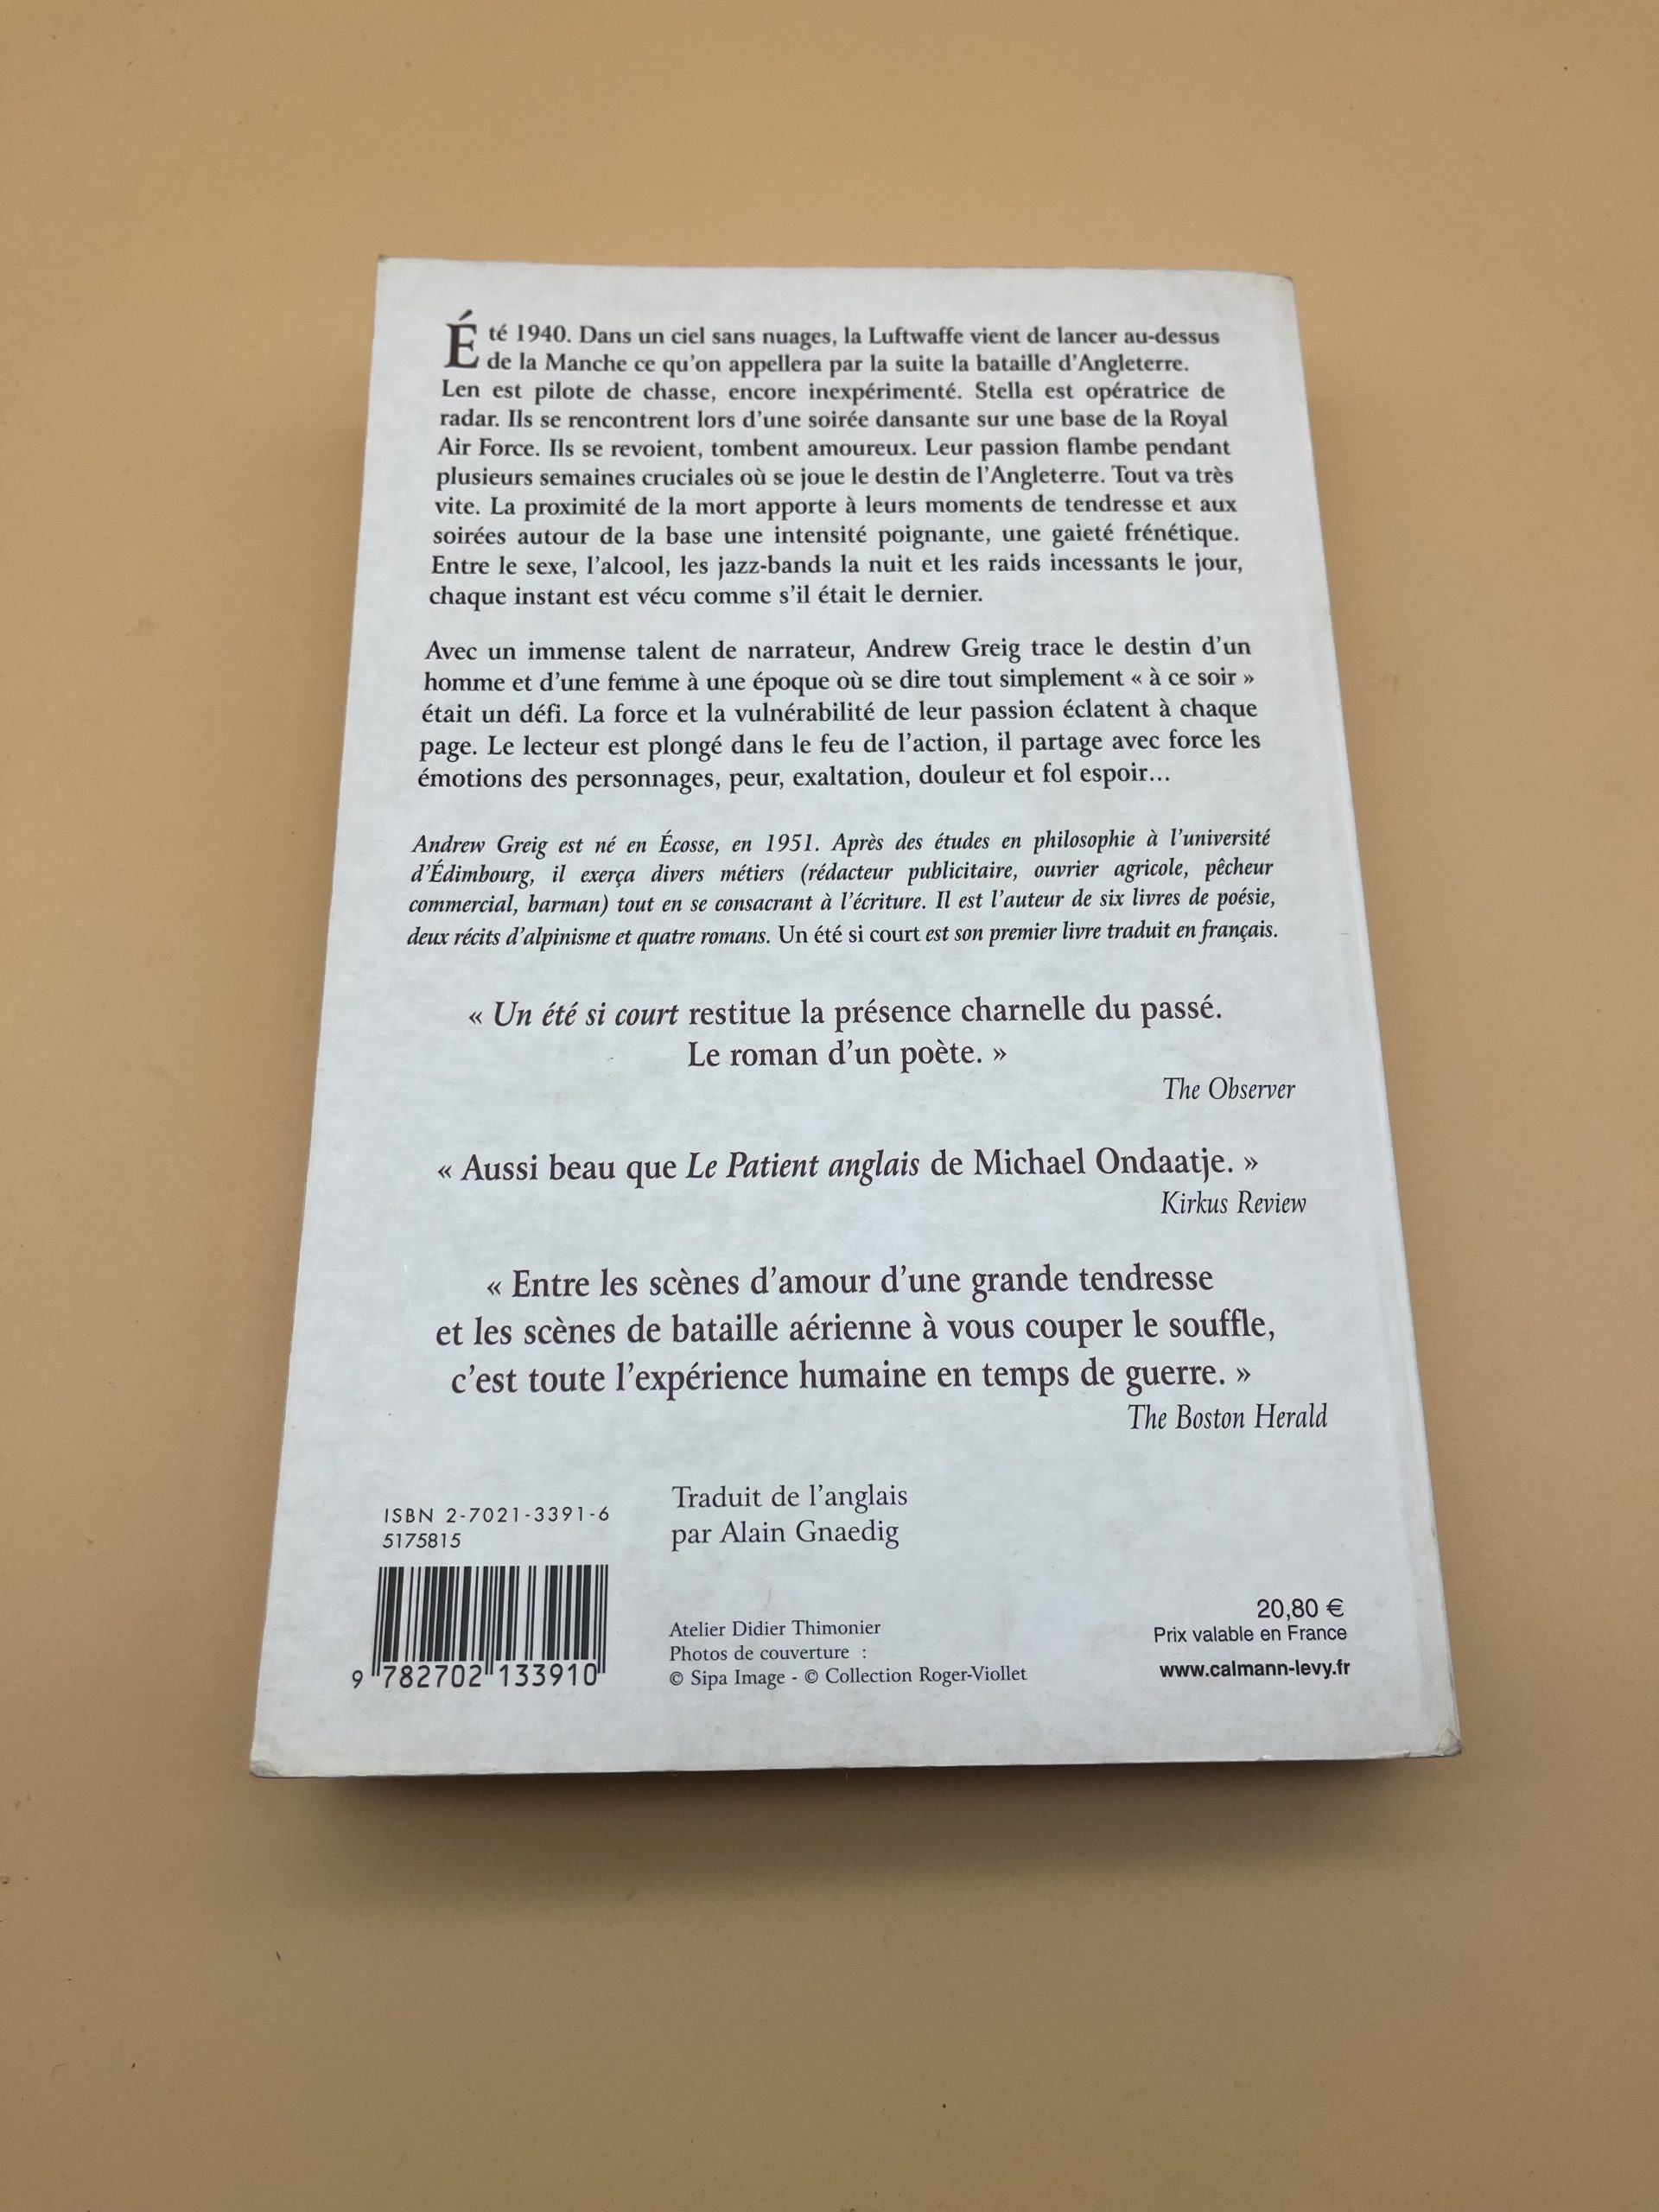 Été 1940. Dans un ciel sans nuages, la Luftwaffe vient de lancer au-dessus
de la Manche ce qu'on appellera par la suite la bataille d'Angleterre.
Len est pilote de chasse, encore inexpérimenté. Stella est opératrice de
radar. Ils se rencontrent lors d'une soirée dansante sur une base de la Royal
Air Force. Ils se revoient, tombent amoureux. Leur passion flambe pendant
plusieurs semaines cruciales où se joue le destin de l'Angleterre. Tout va très
vite. La proximité de la mort apporte à leurs moments de tendresse et aux
soirées autour de la base une intensité poignante, une gaieté frénétique.
Entre le sexe, l'alcool, les jazz-bands la nuit et les raids incessants le jour,
chaque instant est vécu comme s'il était le dernier.
Avec un immense talent de narrateur, Andrew Greig trace le destin d'un
homme et d'une femme à une époque où se dire tout simplement « à ce soir »
était un défi. La force et la vulnérabilité de leur passion éclatent à chaque
page. Le lecteur est plongé dans le feu de l'action, il partage avec force les
émotions des personnages, peur, exaltation, douleur et fol espoir...
Andrew Greig est né en Écosse, en 1951. Après des études en philosophie à l'université
d'Édimbourg, il exerça divers métiers (rédacteur publicitaire, ouvrier agricole, pêcheur
commercial, barman) tout en se consacrant à l'écriture. Il est l'auteur de six livres de poésie,
deux récits d'alpinisme et quatre romans. Un été si court est son premier livre traduit en français.
« Un été si court restitue la présence charnelle du passé.
Le roman d'un poète. »
The Observer
« Aussi beau que Le Patient anglais de Michael Ondaatje. »
Kirkus Review
« Entre les scènes d'amour d'une grande tendresse
et les scènes de bataille aérienne à vous couper le souffle,
c'est toute l'expérience humaine en temps de guerre. »
The Boston Herald
ISBN 2-7021-3391-6
5175815
9 782702 133910
Traduit de l'anglais
par Alain Gnaedig
Atelier Didier Thimonier
Photos de couverture :
© Sipa Image - © Collection Roger-Viollet
20,80 €
Prix valable en France
www.calmann-levy.fr